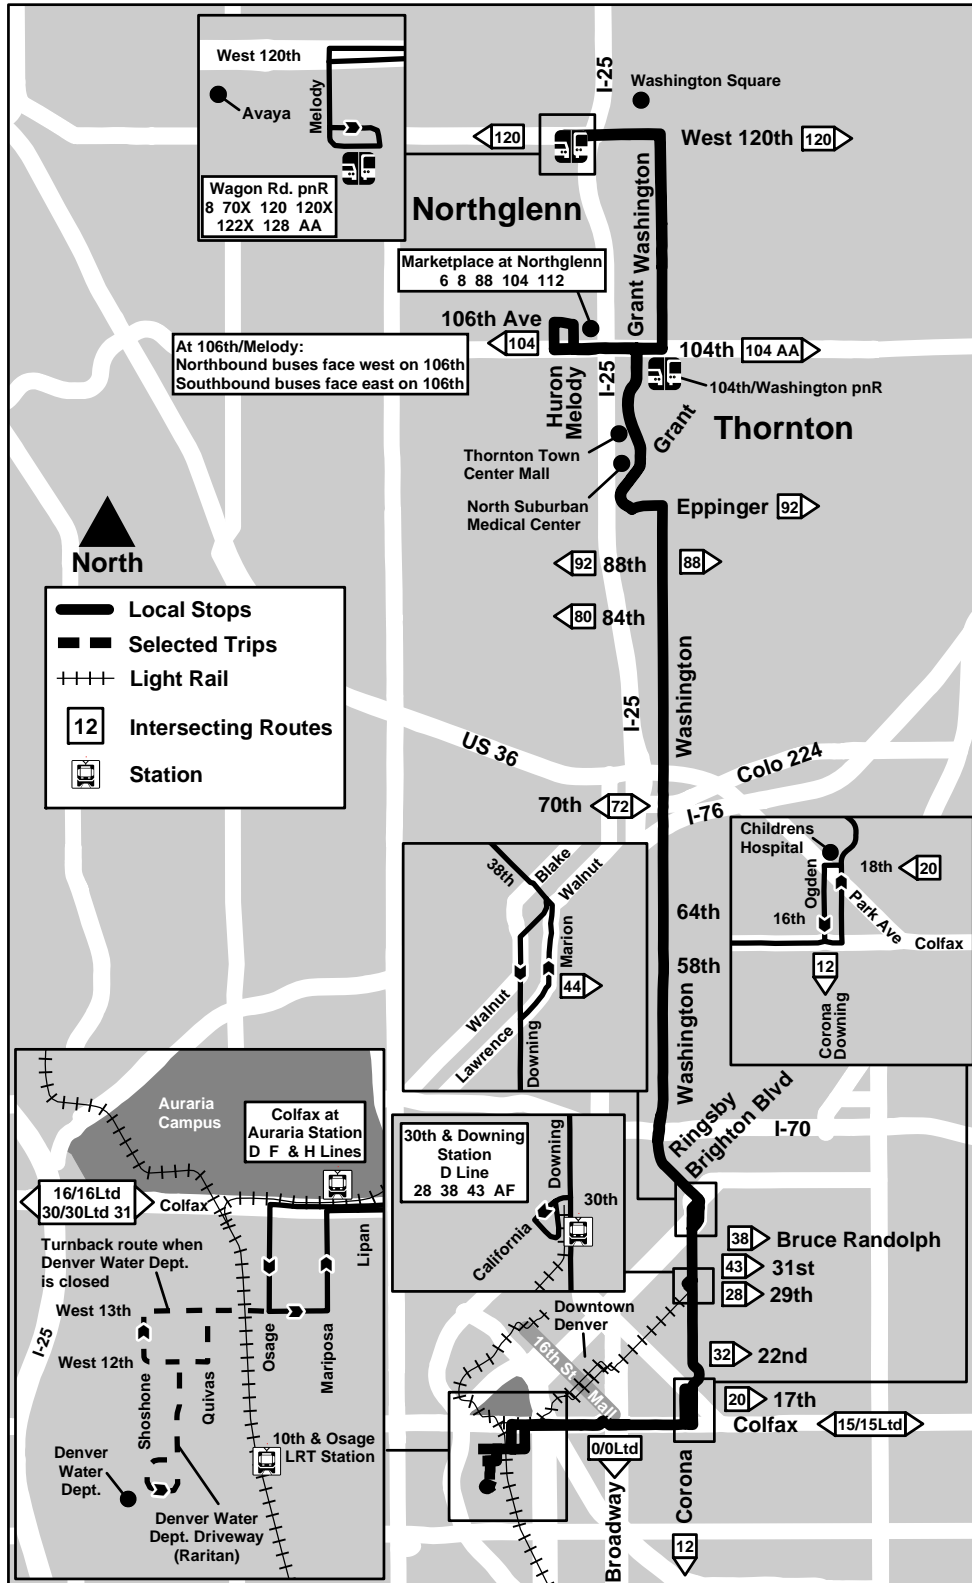 West 120th
Avaya
Melody
Wagon Rd. pnR
8 70X 120 120X
122X 128 AA
I-25
Washington Square
120
West 120th
120
Northglenn
Washington
Grant
Marketplace at Northglenn
6 8 88 104 112
106th Ave
104
104th
104 AA
At 106th/Melody:
Northbound buses face west on 106th
Southbound buses face east on 106th
I-25
104th/Washington pnR
Huron
Melody
Grant
Thornton
Thornton Town
Center Mall
North Suburban
Medical Center
Eppinger
92
North
92
88th
88
80
84th
Local Stops
Selected Trips
Light Rail
12
Intersecting Routes
Station
Washington
I-25
US 36
Colo 224
70th
72
I-76
38th
Blake
Walnut
Marion
44
Walnut
Lawrence
Downing
Childrens
Hospital
18th
20
Ogden
Park Ave
16th
Colfax
12
Corona
Downing
64th
58th
Washington
Ringsby
Brighton Blvd
I-70
Auraria
Campus
Colfax at
Auraria Station
D F & H Lines
16/16Ltd
30/30Ltd 31
Colfax
Lipan
Turnback route when
Denver Water Dept.
is closed
West 13th
West 12th
I-25
Shoshone
Quivas
Osage
Mariposa
10th & Osage
LRT Station
Denver
Water
Dept.
Denver Water
Dept. Driveway
(Raritan)
30th & Downing
Station
D Line
28 38 43 AF
Downing
30th
California
38
Bruce Randolph
43
31st
28
29th
Downtown
Denver
16th St
Mall
32
22nd
20
17th
Colfax
15/15Ltd
0/0Ltd
Broadway
Corona
12